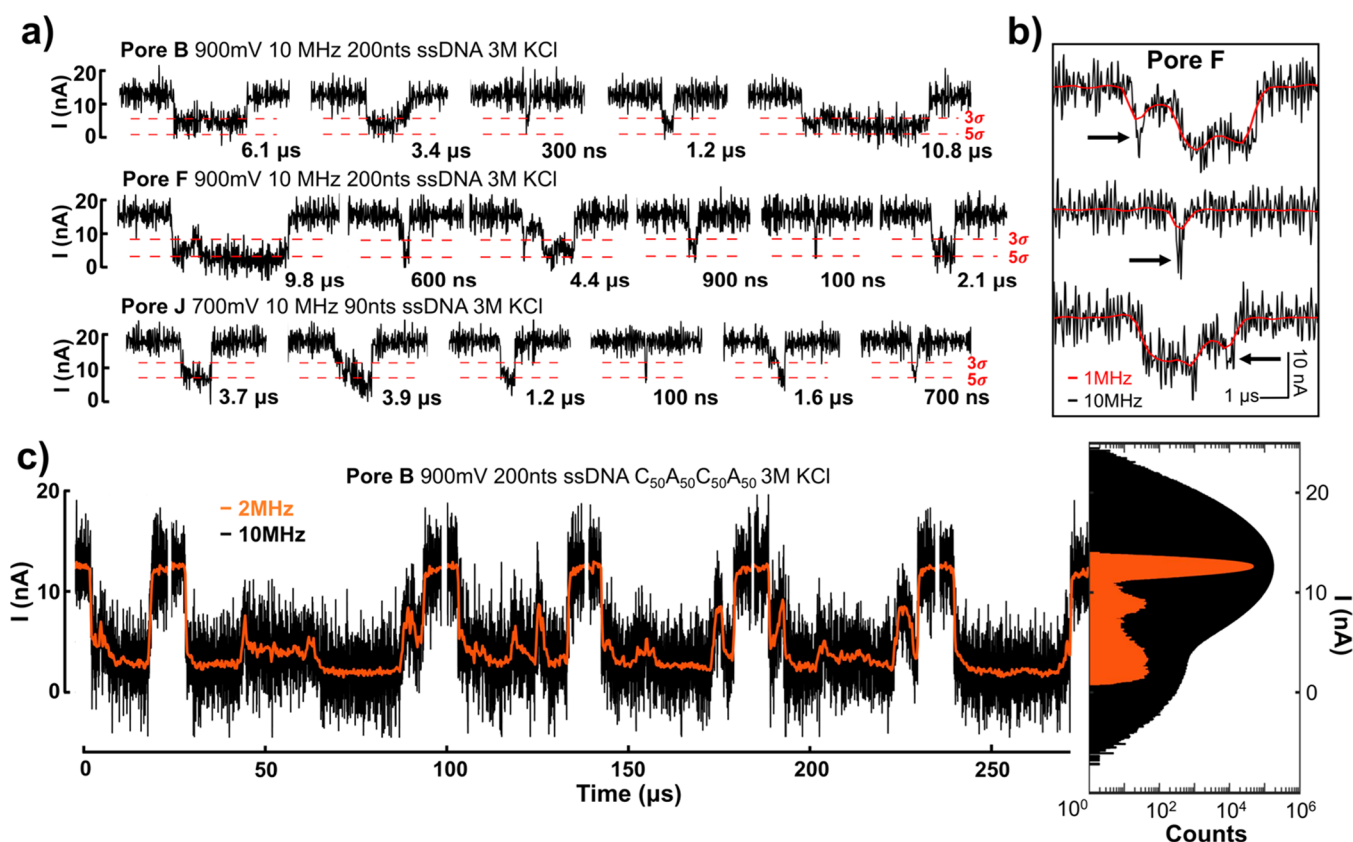 a)
Pore B 900mV 10 MHz 200nts ssDNA 3M KCl
I (nA)
20
10
0
3σ
5σ
6.1 µs
3.4 µs
300 ns
1.2 µs
10.8 µs
Pore F 900mV 10 MHz 200nts ssDNA 3M KCl
I (nA)
20
10
0
3σ
5σ
9.8 µs
600 ns
4.4 µs
900 ns
100 ns
2.1 µs
Pore J 700mV 10 MHz 90nts ssDNA 3M KCl
I (nA)
20
10
0
3σ
5σ
3.7 µs
3.9 µs
1.2 µs
100 ns
1.6 µs
700 ns
b)
Pore F
1MHz
10MHz
1 µs
10 nA
c)
Pore B 900mV 200nts ssDNA C₅₀A₅₀C₅₀A₅₀ 3M KCl
2MHz
10MHz
I (nA)
20
10
0
0 50 100 150 200 250
Time (µs)
20
10
0
I (nA)
10⁰ 10² 10⁴ 10⁶
Counts